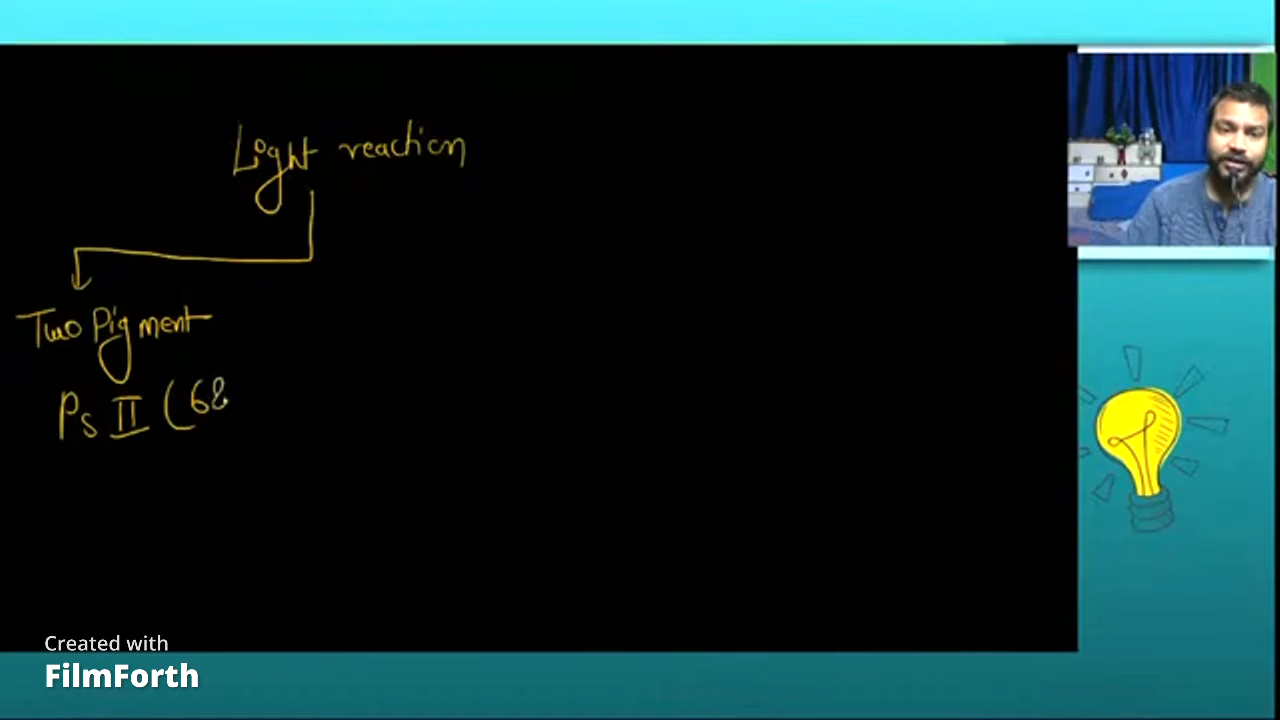 Light reaction
Two Pigment
Ps II (68
Created with
FilmForth